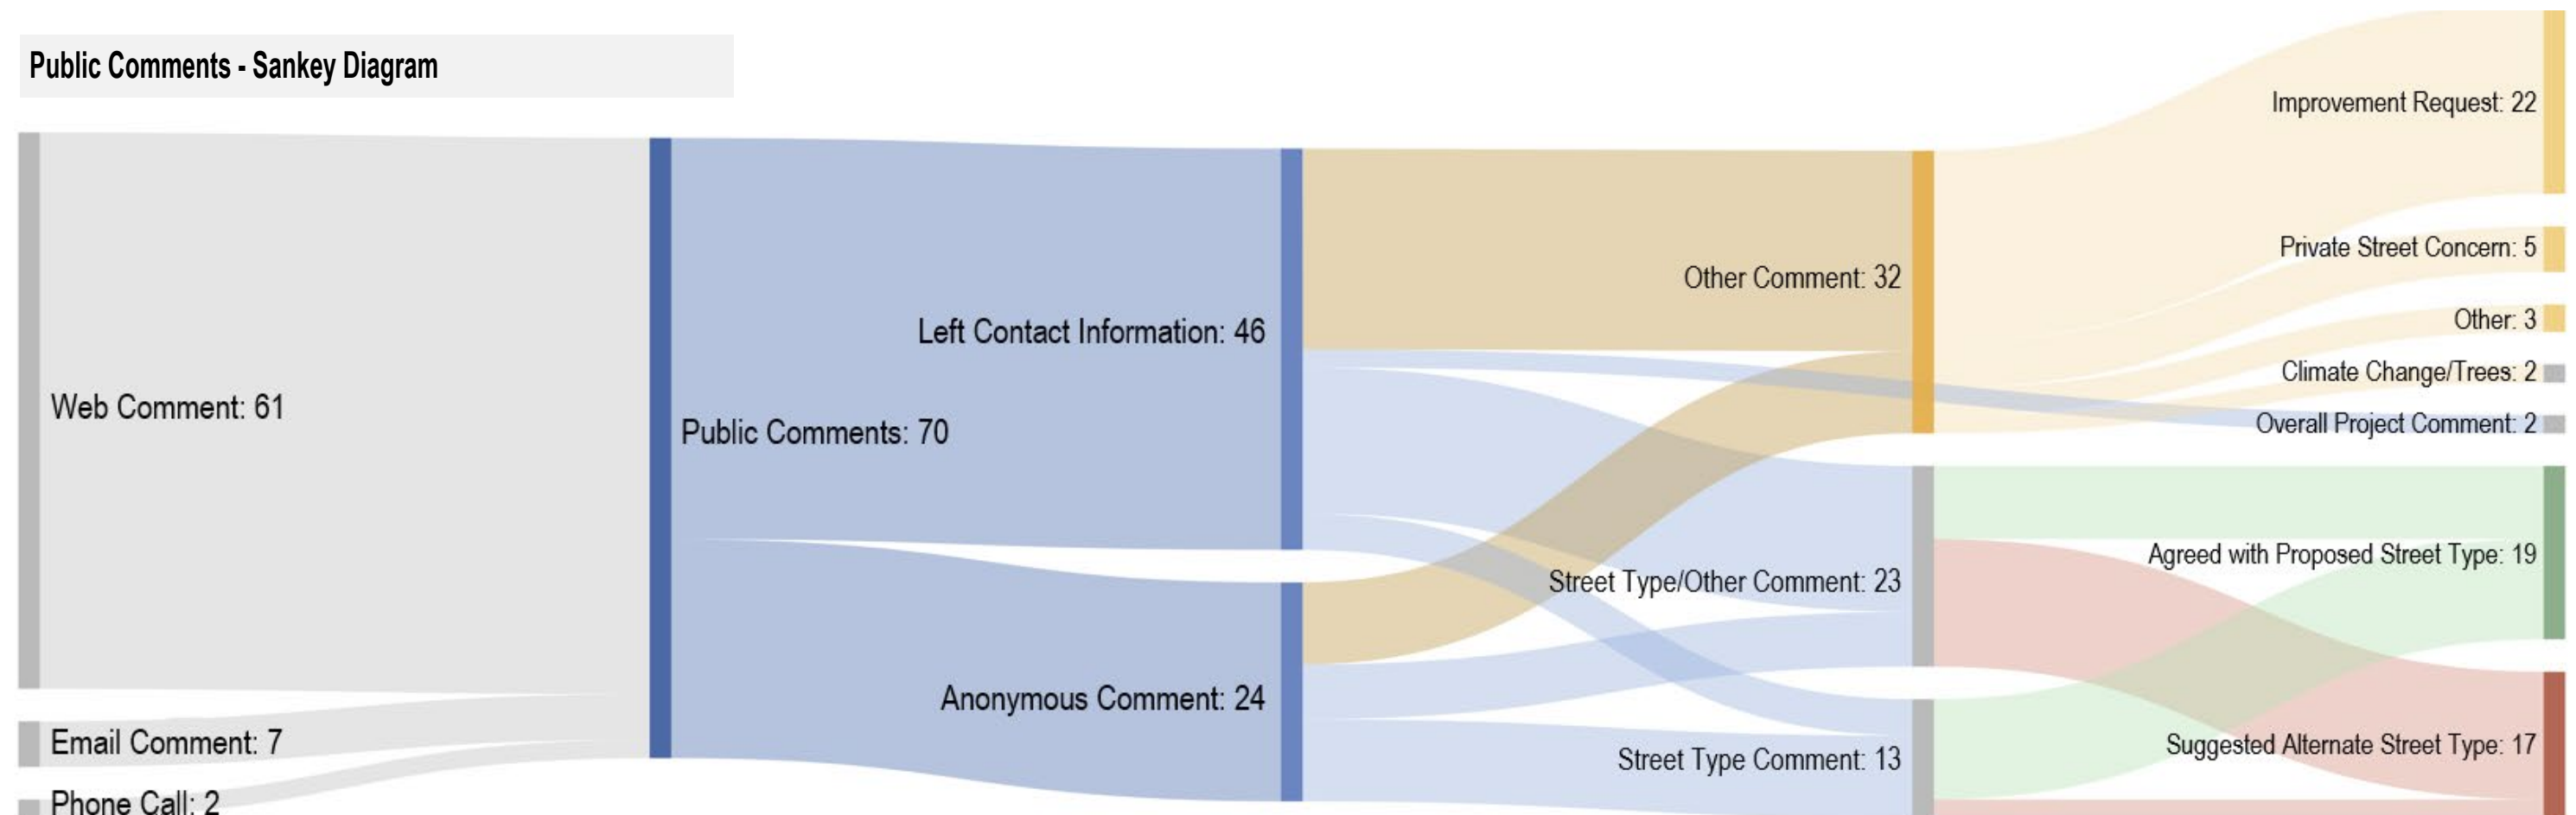 Public Comments - Sankey Diagram
Web Comment: 61
Email Comment: 7
Phone Call: 2
Public Comments: 70
Left Contact Information: 46
Anonymous Comment: 24
Other Comment: 32
Street Type/Other Comment: 23
Street Type Comment: 13
Improvement Request: 22
Private Street Concern: 5
Other: 3
Climate Change/Trees: 2
Overall Project Comment: 2
Agreed with Proposed Street Type: 19
Suggested Alternate Street Type: 17